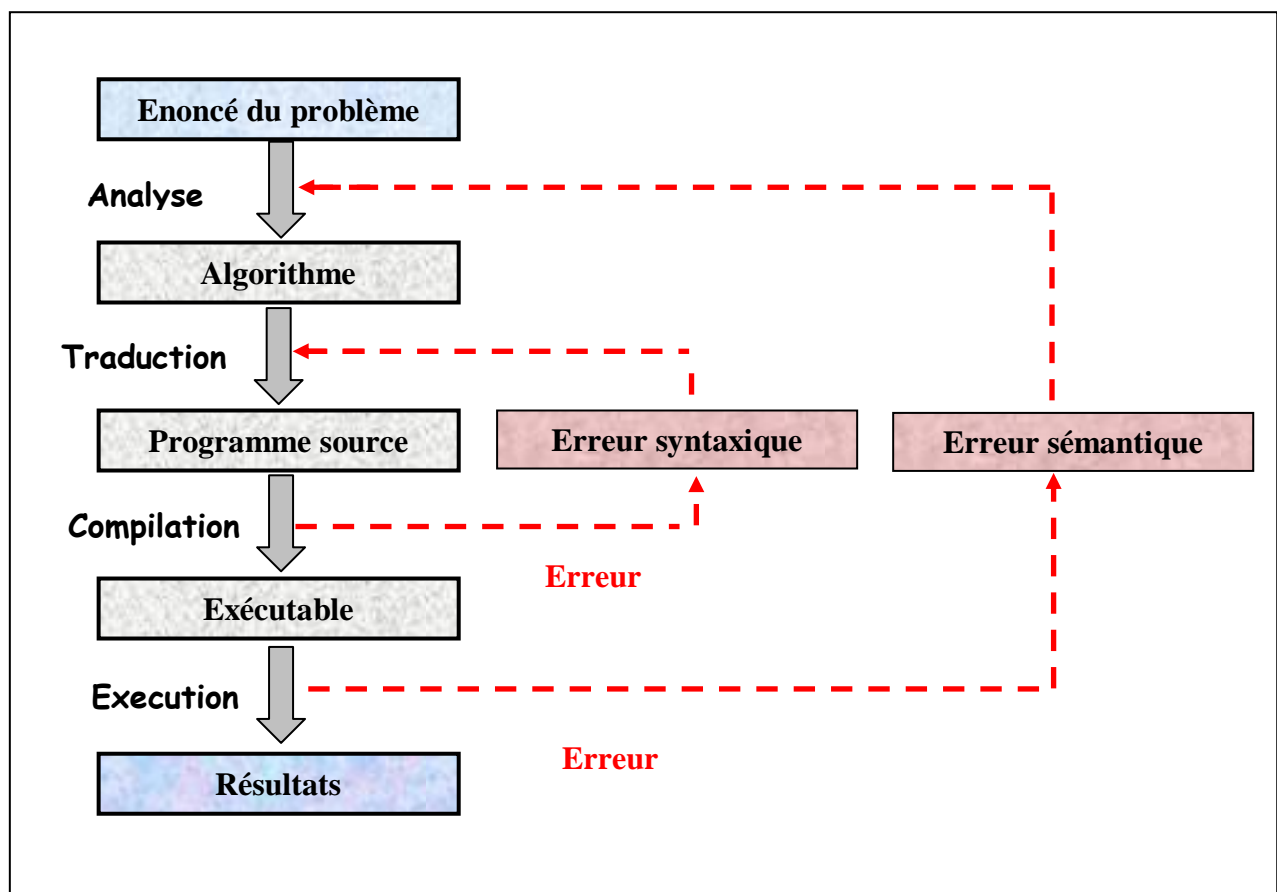 Enoncé du problème
Analyse
Algorithme
Traduction
Programme source
Erreur syntaxique
Erreur sémantique
Compilation
Erreur
Exécutable
Execution
Erreur
Résultats